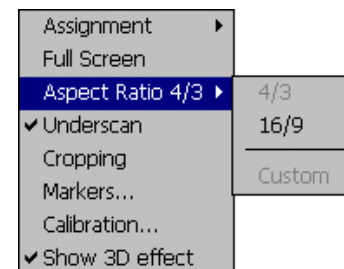 Assignment
Full Screen
Aspect Ratio 4/3
Underscan
Cropping
Markers...
Calibration...
Show 3D effect
4/3
16/9
Custom